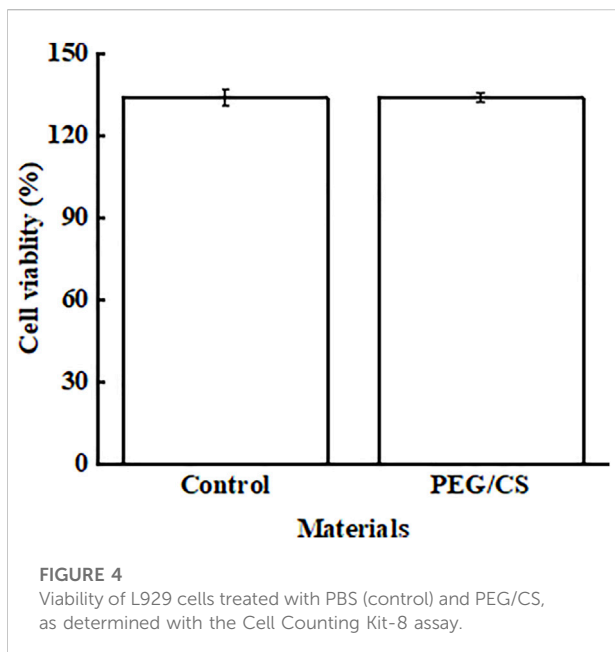 150
120
90
60
30
0
Cell viablity (%)
Control PEG/CS
Materials
FIGURE 4
Viability of L929 cells treated with PBS (control) and PEG/CS,
as determined with the Cell Counting Kit-8 assay.